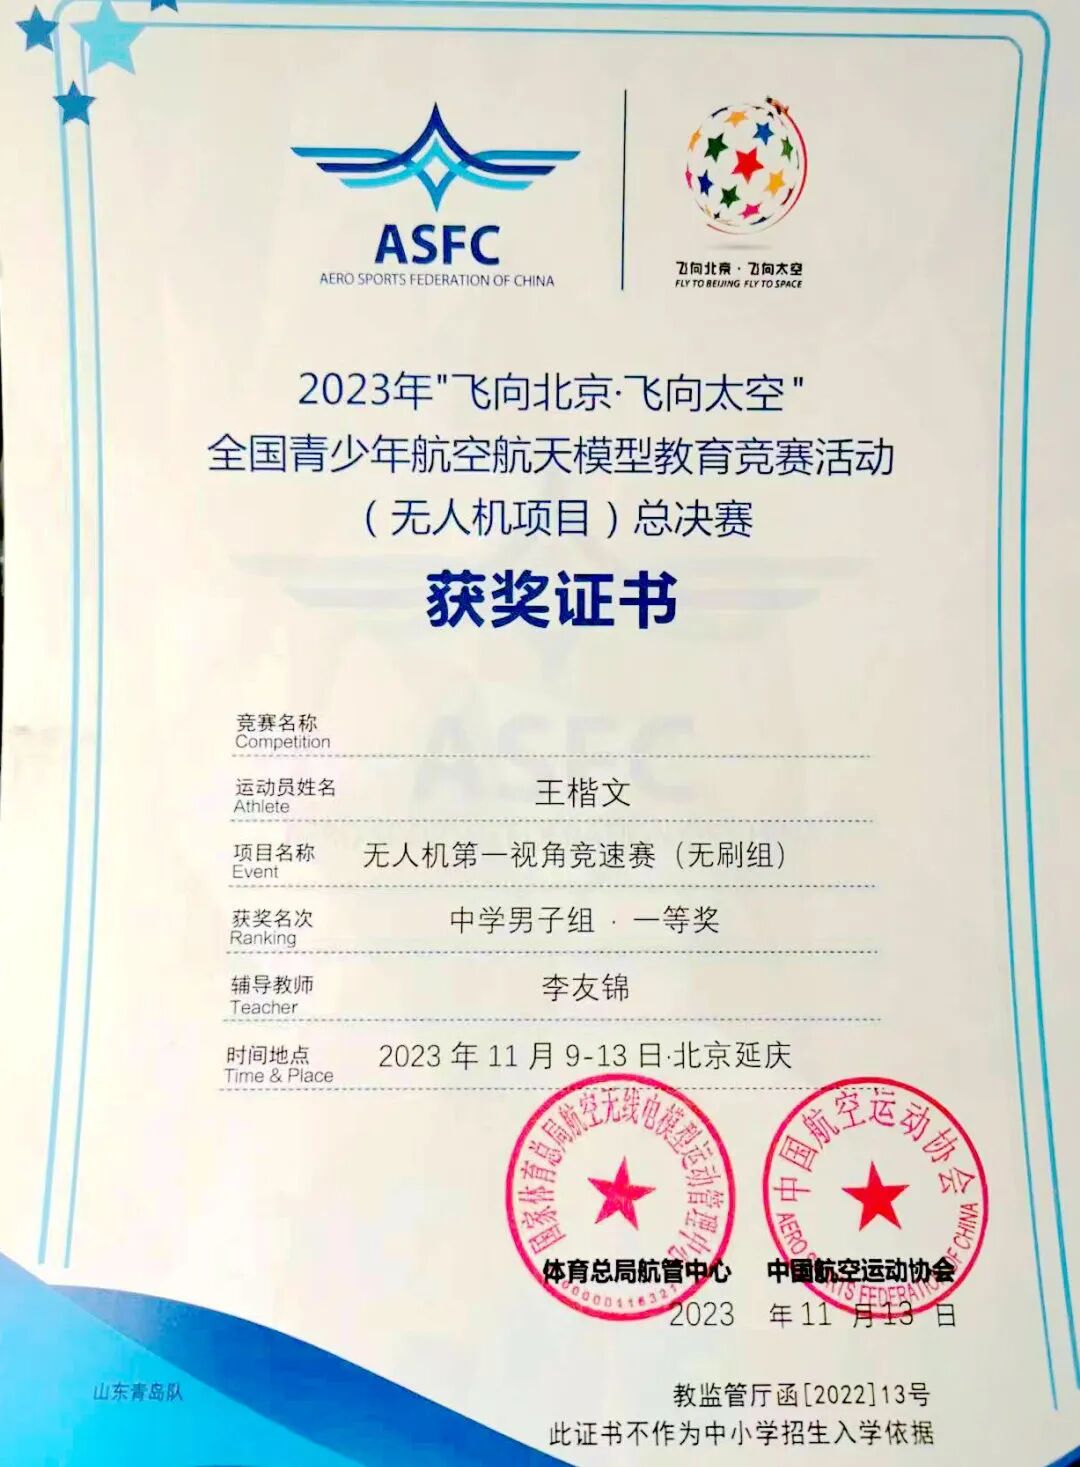 ASFC
AERO SPORTS FEDERATION OF CHINA
飞向北京·飞向太空
FLY TO BEIJING FLY TO SPACE
2023年"飞向北京·飞向太空"
全国青少年航空航天模型教育竞赛活动
（无人机项目）总决赛
获奖证书
竞赛名称
Competition
运动员姓名 王楷文
Athlete
项目名称 无人机第一视角竞速赛（无刷组）
Event
获奖名次 中学男子组·一等奖
Ranking
辅导教师 李友锦
Teacher
时间地点 2023 年 11 月 9-13 日·北京延庆
Time & Place
国家体育总局航空无线电模型运动管理中心
中国航空运动协会
AERO SPORTS FEDERATION OF CHINA
体育总局航管中心 中国航空运动协会
2023 年 11 月 13 日
山东青岛队
教监管厅函[2022]13号
此证书不作为中小学招生入学依据